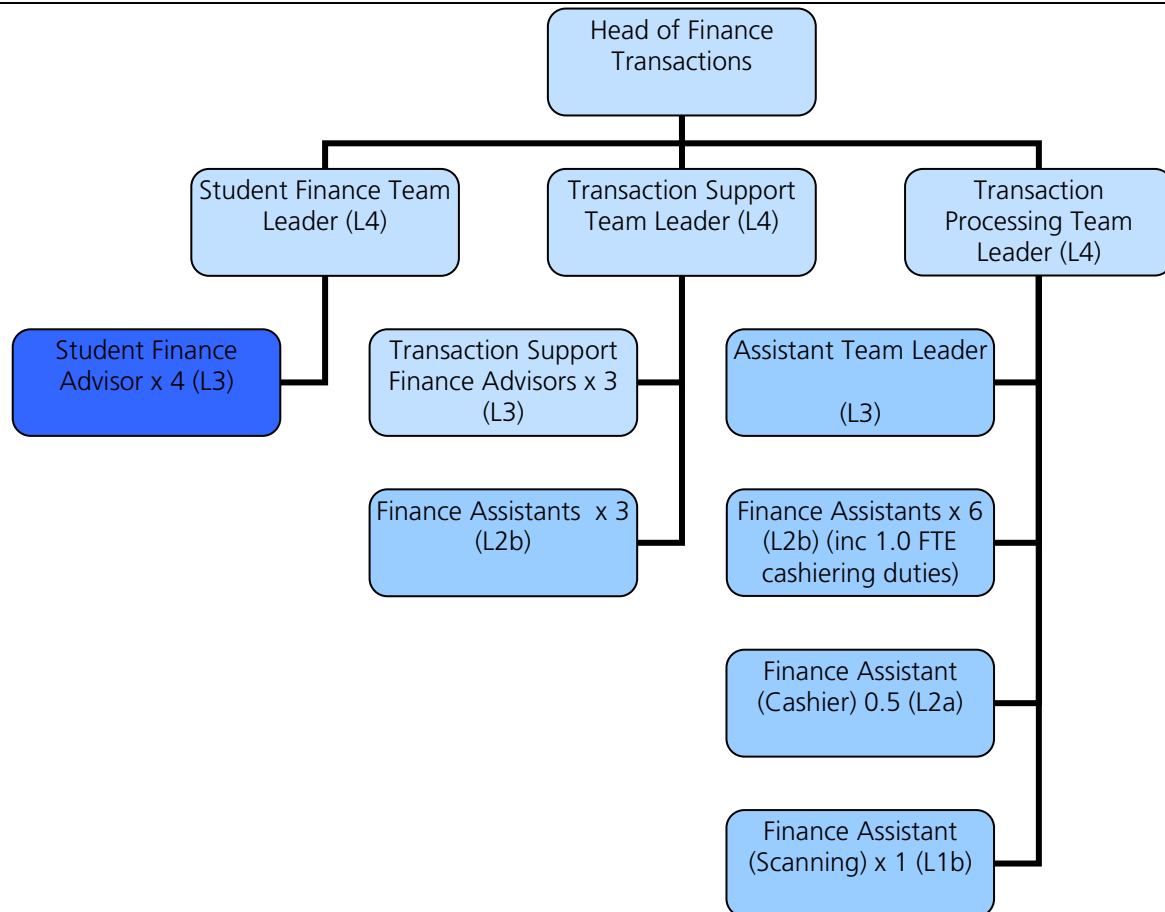 Head of Finance
Transactions
Student Finance Team
Leader (L4)
Transaction Support
Team Leader (L4)
Transaction
Processing Team
Leader (L4)
Student Finance
Advisor x 4 (L3)
Transaction Support
Finance Advisors x 3
(L3)
Assistant Team Leader
(L3)
Finance Assistants  x 3
(L2b)
Finance Assistants x 6
(L2b) (inc 1.0 FTE
cashiering duties)
Finance Assistant
(Cashier) 0.5 (L2a)
Finance Assistant
(Scanning) x 1 (L1b)